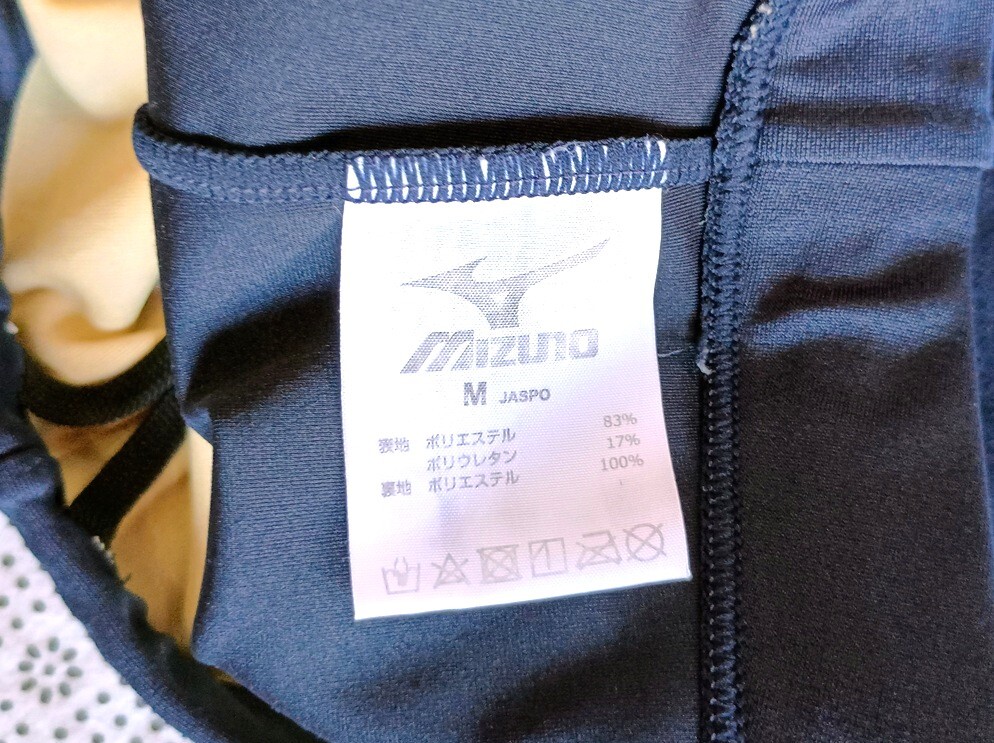 MIZUNO
M JASPO
表地 ポリエステル 83%
ポリウレタン 17%
裏地 ポリエステル 100%